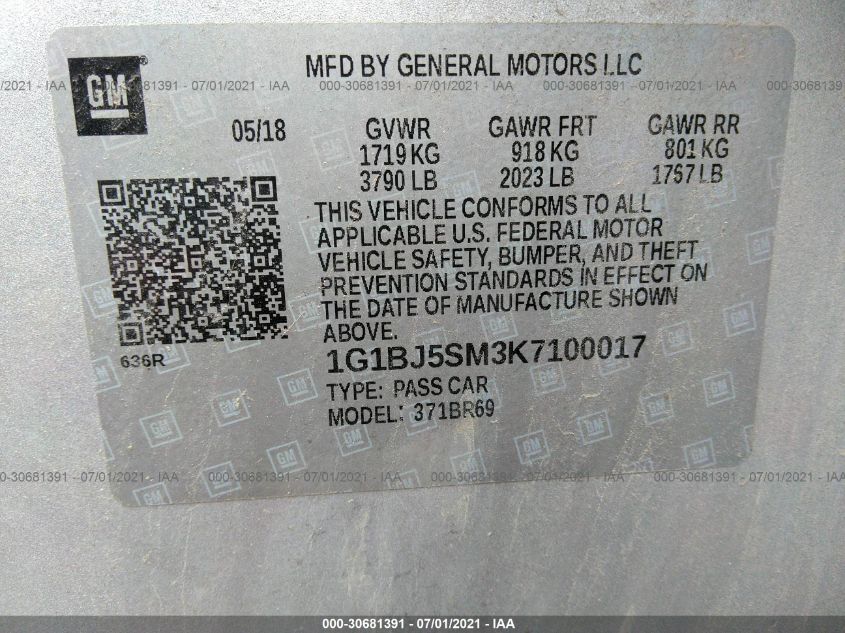 GM
MFD BY GENERAL MOTORS LLC
05/18
GVWR GAWR FRT GAWR RR
1719 KG 918 KG 801 KG
3790 LB 2023 LB 1767 LB
THIS VEHICLE CONFORMS TO ALL
APPLICABLE U.S. FEDERAL MOTOR
VEHICLE SAFETY, BUMPER, AND THEFT
PREVENTION STANDARDS IN EFFECT ON
THE DATE OF MANUFACTURE SHOWN
ABOVE.
636R
1G1BJ5SM3K7100017
TYPE: PASS CAR
MODEL: 371BR69
000-30681391 - 07/01/2021 - IAA